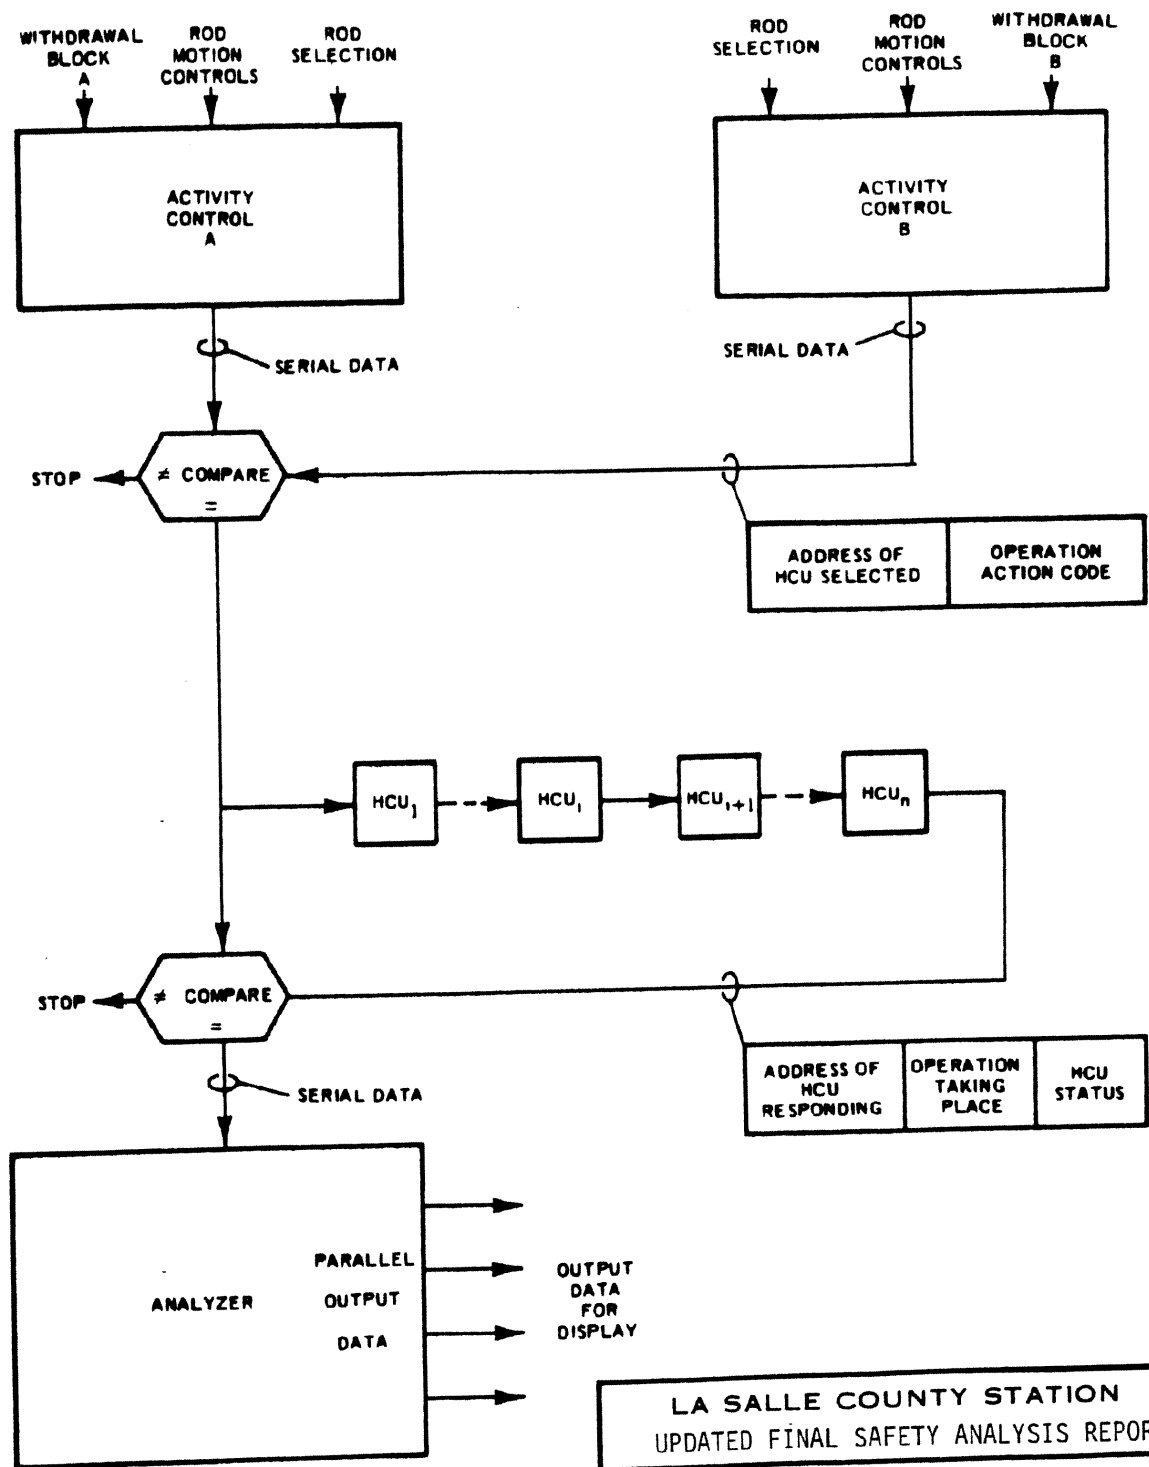 WITHDRAWAL
BLOCK
A
ROD
MOTION
CONTROLS
ROD
SELECTION
ROD
SELECTION
ROD
MOTION
CONTROLS
WITHDRAWAL
BLOCK
B
ACTIVITY
CONTROL
A
ACTIVITY
CONTROL
B
SERIAL DATA
SERIAL DATA
STOP
≠ COMPARE
=
ADDRESS OF
HCU SELECTED
OPERATION
ACTION CODE
HCU1
HCUi
HCUi+1
HCUn
STOP
≠ COMPARE
=
SERIAL DATA
ADDRESS OF
HCU
RESPONDING
OPERATION
TAKING
PLACE
HCU
STATUS
ANALYZER
PARALLEL
OUTPUT
DATA
OUTPUT
DATA
FOR
DISPLAY
LA SALLE COUNTY STATION
UPDATED FINAL SAFETY ANALYSIS REPOR